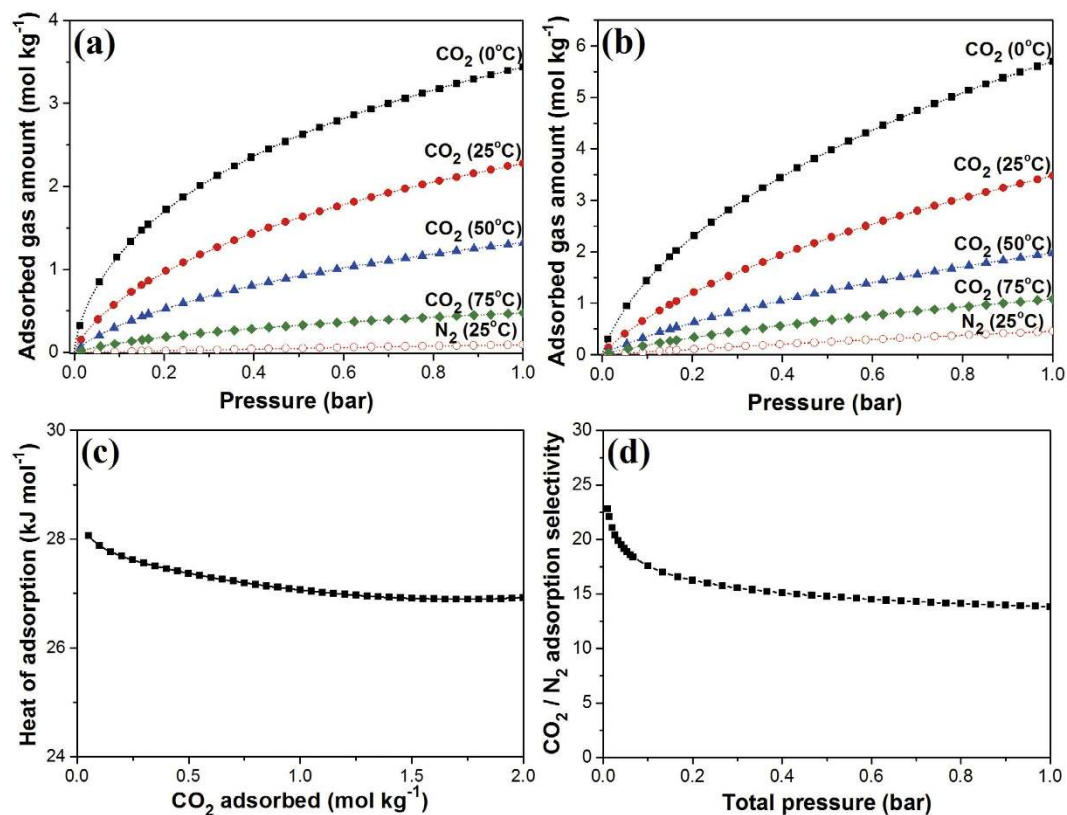 (a)
Adsorbed gas amount (mol kg⁻¹)
4
3
2
1
0
CO₂ (0°C)
CO₂ (25°C)
CO₂ (50°C)
CO₂ (75°C)
N₂ (25°C)
0.0 0.2 0.4 0.6 0.8 1.0
Pressure (bar)
(b)
Adsorbed gas amount (mol kg⁻¹)
6
5
4
3
2
1
0
CO₂ (0°C)
CO₂ (25°C)
CO₂ (50°C)
CO₂ (75°C)
N₂ (25°C)
0.0 0.2 0.4 0.6 0.8 1.0
Pressure (bar)
(c)
Heat of adsorption (kJ mol⁻¹)
30
28
26
24
0.0 0.5 1.0 1.5 2.0
CO₂ adsorbed (mol kg⁻¹)
(d)
CO₂ / N₂ adsorption selectivity
30
25
20
15
10
5
0
0.0 0.2 0.4 0.6 0.8 1.0
Total pressure (bar)